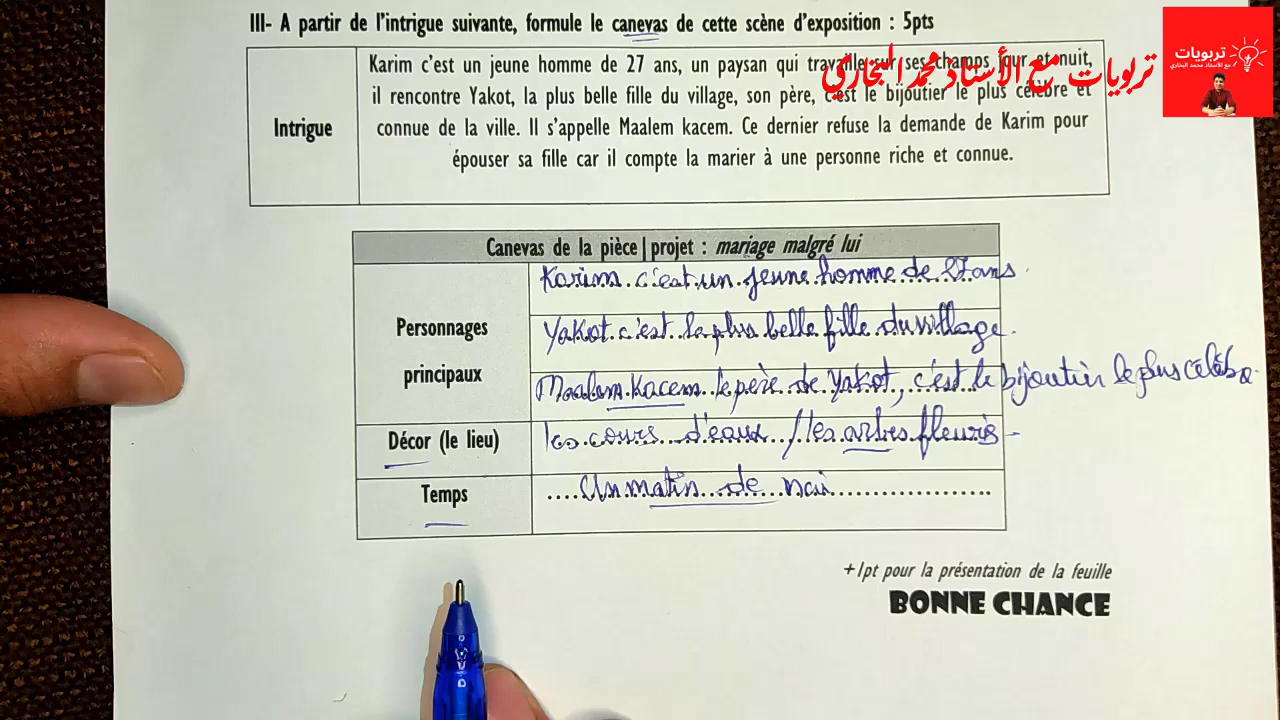 III- A partir de l'intrigue suivante, formule le canevas de cette scène d'exposition : 5pts
Intrigue
Karim c'est un jeune homme de 27 ans, un paysan qui travaille sur ses champs jour et nuit,
il rencontre Yakot, la plus belle fille du village, son père, c'est le bijoutier le plus célèbre et
connue de la ville. Il s'appelle Maalem kacem. Ce dernier refuse la demande de Karim pour
épouser sa fille car il compte la marier à une personne riche et connue.
تربويات مع الأستاذ محمد البخاري
تربويات
مع الأستاذ محمد البخاري
Canevas de la pièce|projet : mariage malgré lui
Personnages
principaux
Karim c'est un jeune homme de 27 ans.
Yakot c'est la plus belle fille du village.
Maalem Kacem le père de Yakot, c'est le bijoutier le plus célèbre.
Décor (le lieu)
les cours d'eaux / les arbres fleuris
Temps
....Un matin de mai....................
+1pt pour la présentation de la feuille
BONNE CHANCE